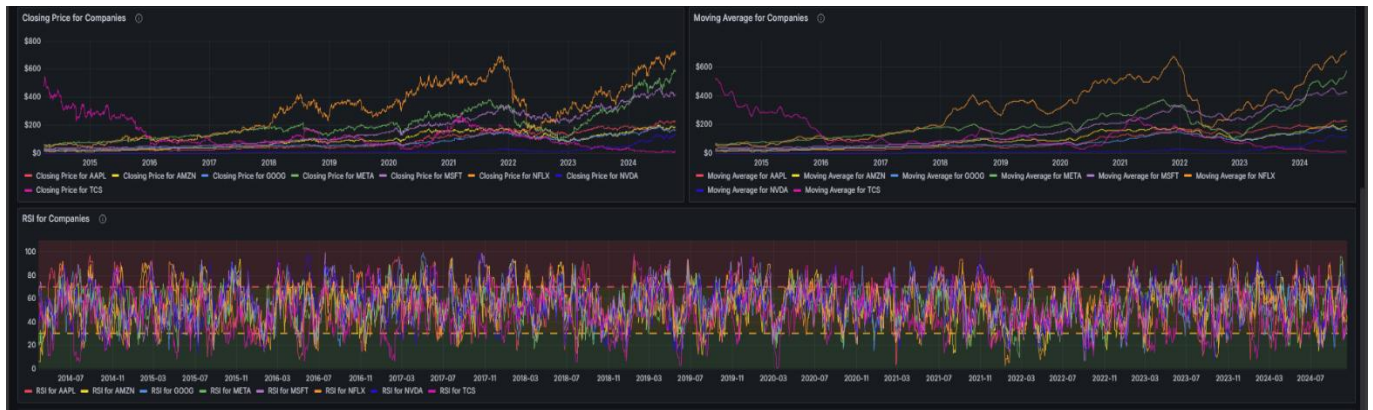 Closing Price for Companies
$800
$600
$400
$200
$0
2015 2016 2017 2018 2019 2020 2021 2022 2023 2024
Closing Price for AAPL Closing Price for AMZN Closing Price for GOOG Closing Price for META Closing Price for MSFT Closing Price for NFLX Closing Price for NVDA
Closing Price for TCS
Moving Average for Companies
$600
$400
$200
$0
2015 2016 2017 2018 2019 2020 2021 2022 2023 2024
Moving Average for AAPL Moving Average for AMZN Moving Average for GOOG Moving Average for META Moving Average for MSFT Moving Average for NFLX
Moving Average for NVDA Moving Average for TCS
RSI for Companies
100
80
60
40
20
0
2014-07 2014-11 2015-03 2015-07 2015-11 2016-03 2016-07 2016-11 2017-03 2017-07 2017-11 2018-03 2018-07 2018-11 2019-03 2019-07 2019-11 2020-03 2020-07 2020-11 2021-03 2021-07 2021-11 2022-03 2022-07 2022-11 2023-03 2023-07 2023-11 2024-03 2024-07
RSI for AAPL RSI for AMZN RSI for GOOG RSI for META RSI for MSFT RSI for NFLX RSI for NVDA RSI for TCS